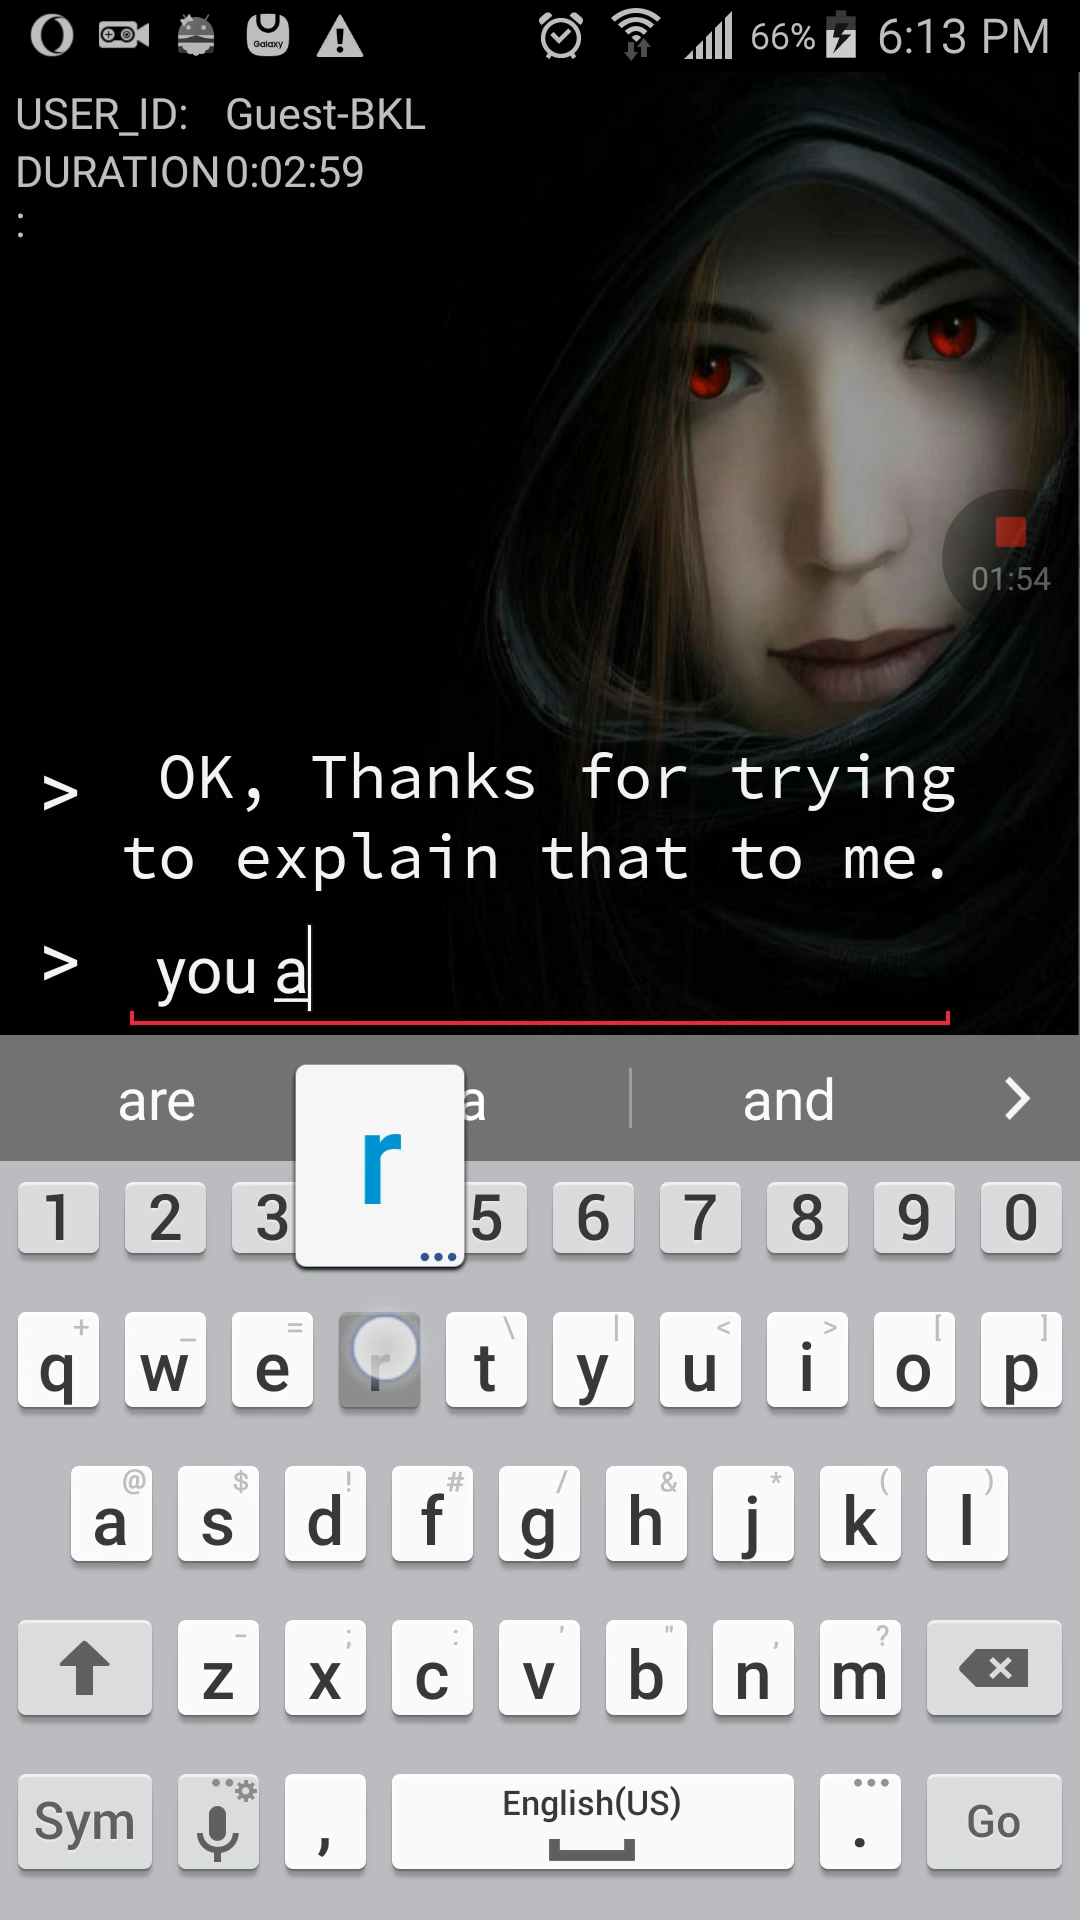 Galaxy 66% 6:13 PM
USER_ID: Guest-BKL
DURATION 0:02:59
:
01:54
> OK, Thanks for trying
to explain that to me.
> you a
are a and
r
1 2 3 5 6 7 8 9 0
+ _ = \ | < > [ ]
q w e r t y u i o p
@ $ ! # / & * ( )
a s d f g h j k l
- ; : ' " , ?
z x c v b n m
Sym , English(US) . Go